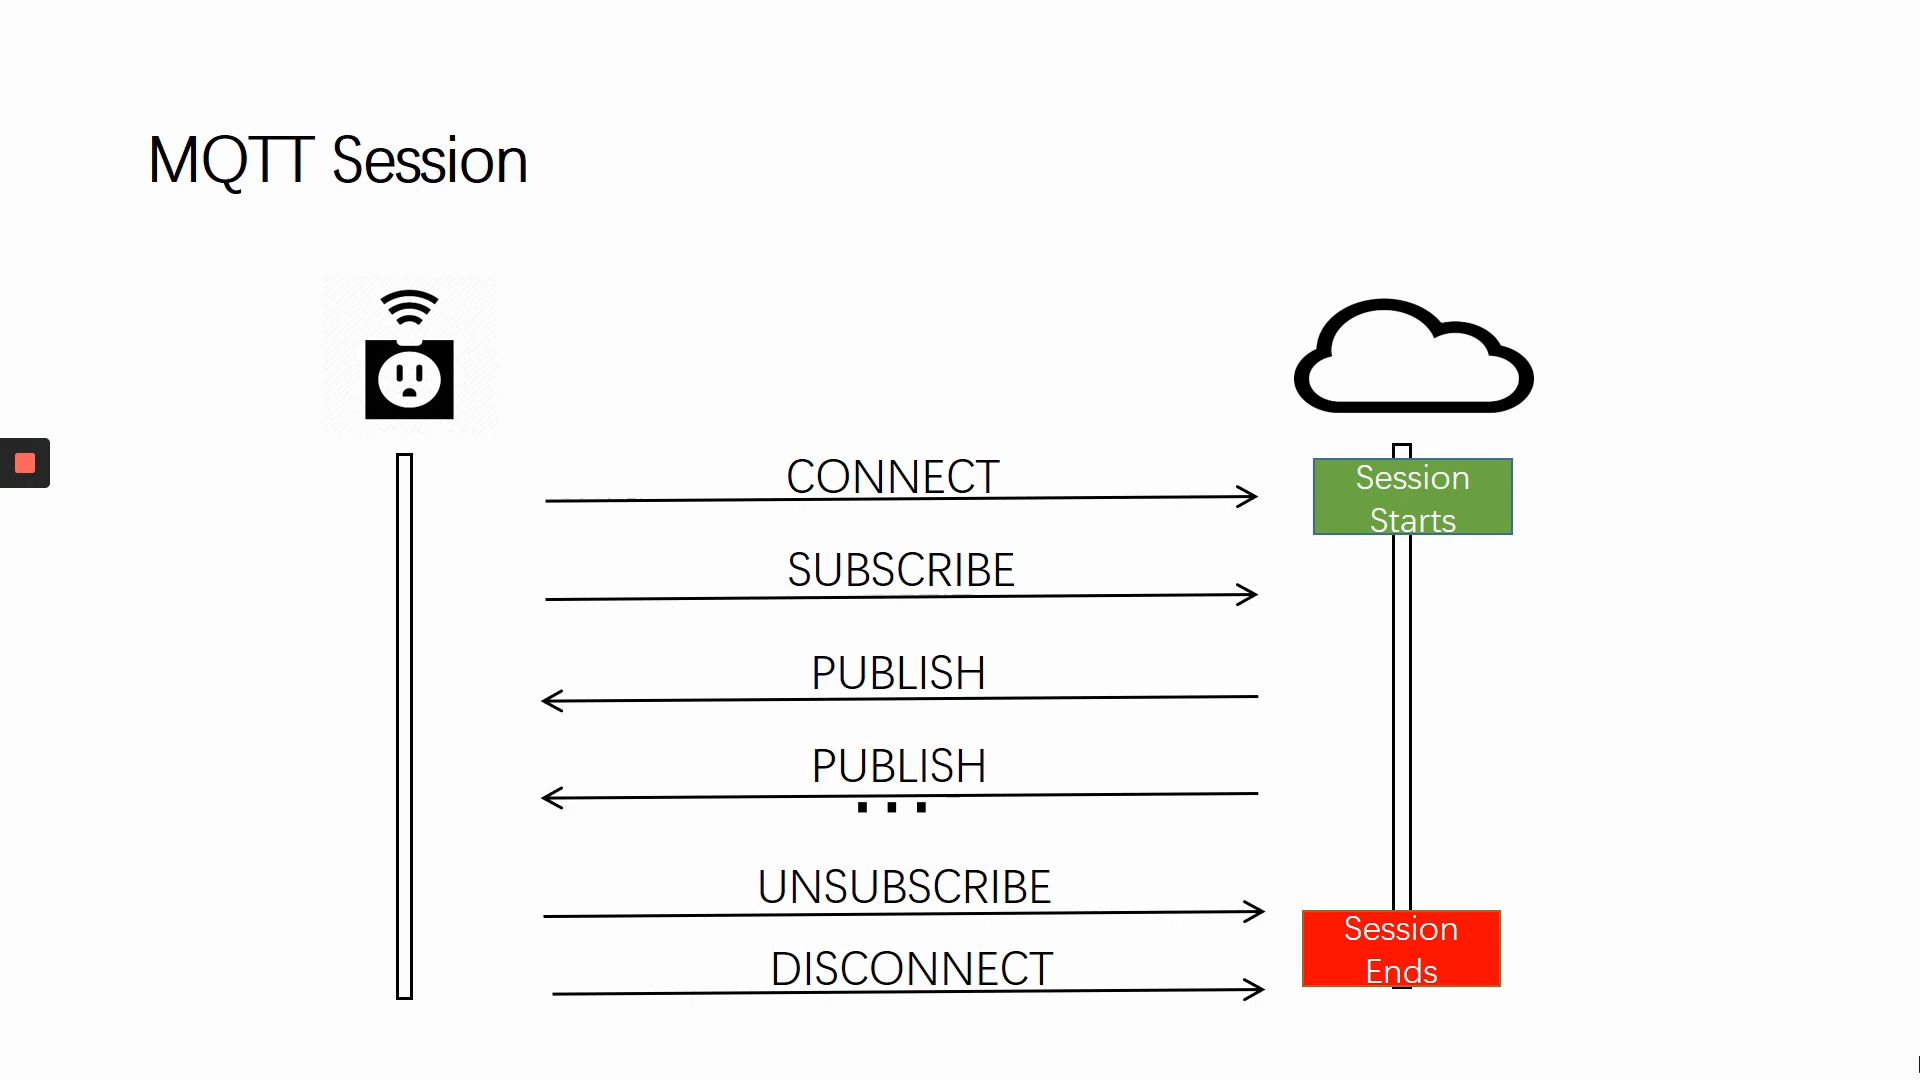 MQTT Session
CONNECT
Session
Starts
SUBSCRIBE
PUBLISH
PUBLISH
...
UNSUBSCRIBE
Session
Ends
DISCONNECT